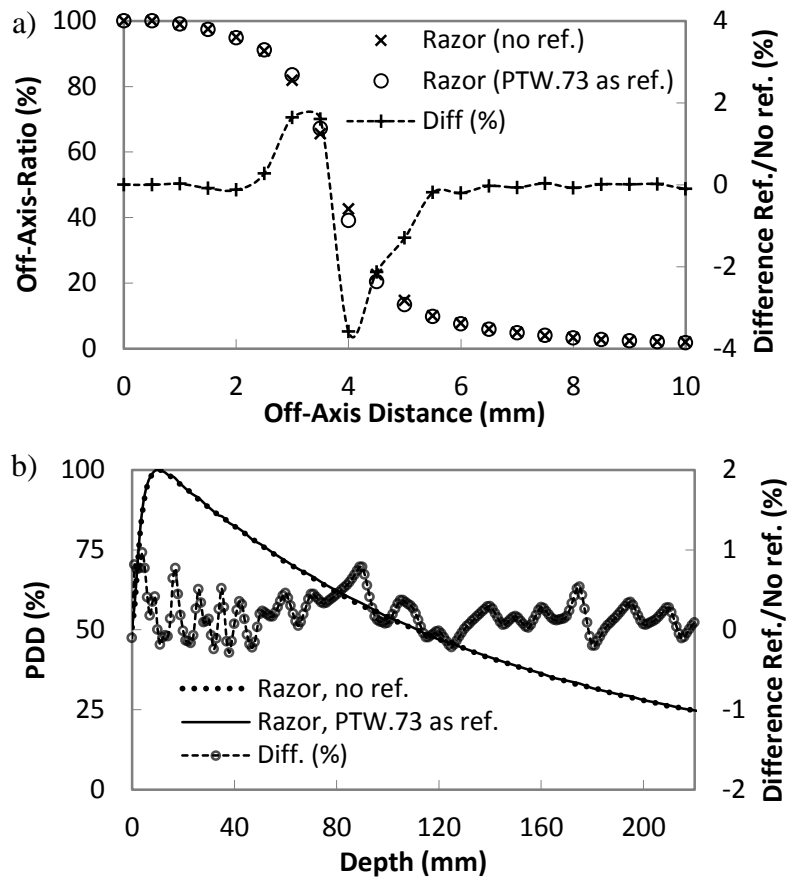 a)
100
80
60
40
20
0
Off-Axis-Ratio (%)
Razor (no ref.)
Razor (PTW.73 as ref.)
Diff (%)
4
2
0
-2
-4
Difference Ref./No ref. (%)
0
2
4
6
8
10
Off-Axis Distance (mm)
b)
100
75
50
25
0
PDD (%)
Razor, no ref.
Razor, PTW.73 as ref.
Diff. (%)
2
1
0
-1
-2
Difference Ref./No ref. (%)
0
40
80
120
160
200
Depth (mm)